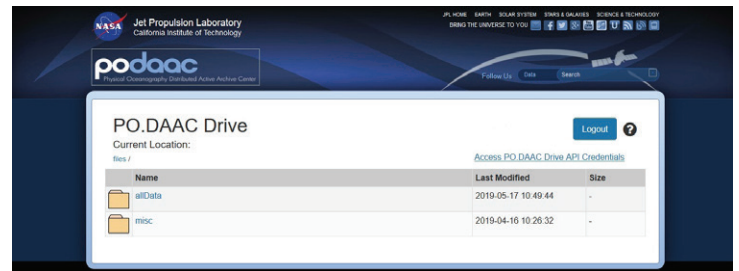 NASA
Jet Propulsion Laboratory
California Institute of Technology
JPL HOME EARTH SOLAR SYSTEM STARS & GALAXIES SCIENCE & TECHNOLOGY
BRING THE UNIVERSE TO YOU
podaac
Physical Oceanography Distributed Active Archive Center
Follow Us Data Search
PO.DAAC Drive
Logout ?
Current Location:
files /
Access PO.DAAC Drive API Credentials
Name Last Modified Size
allData 2019-05-17 10:49:44 -
misc 2019-04-16 10:26:32 -